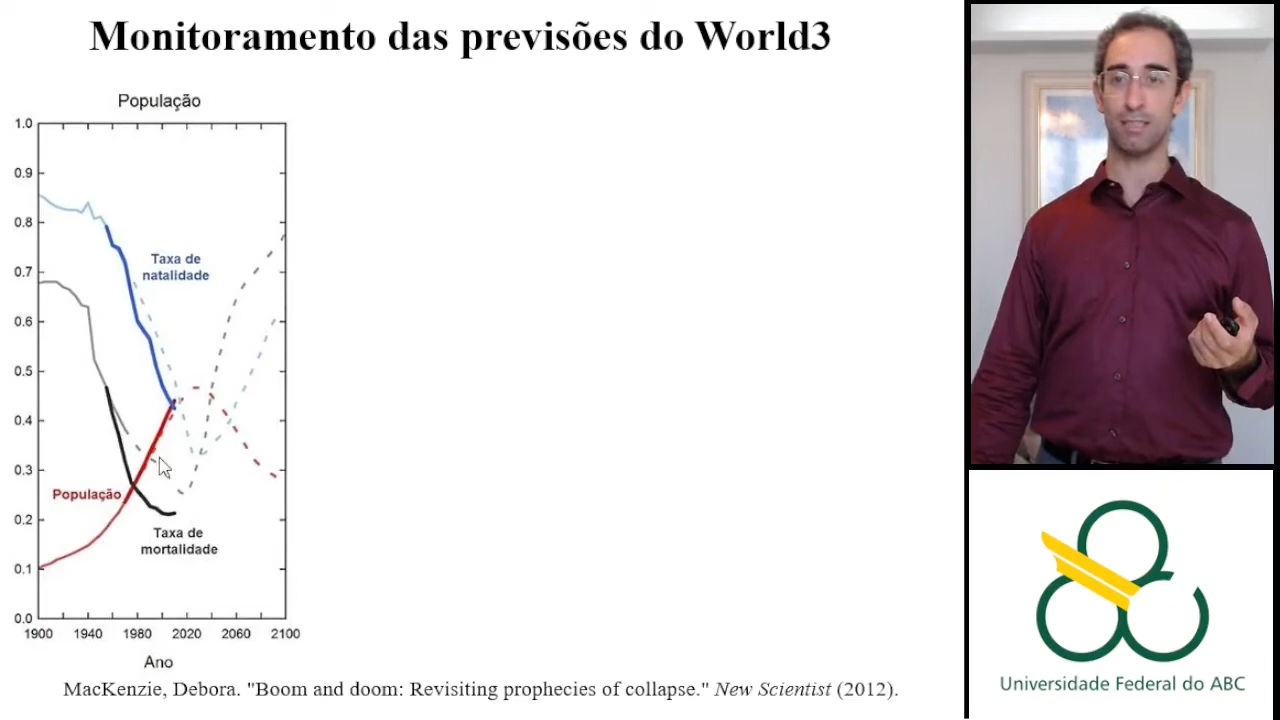 Monitoramento das previsões do World3
População
1.0
0.9
0.8
0.7
0.6
0.5
0.4
0.3
0.2
0.1
0.0
Taxa de
natalidade
População
Taxa de
mortalidade
1900 1940 1980 2020 2060 2100
Ano
MacKenzie, Debora. "Boom and doom: Revisiting prophecies of collapse." New Scientist (2012).
Universidade Federal do ABC